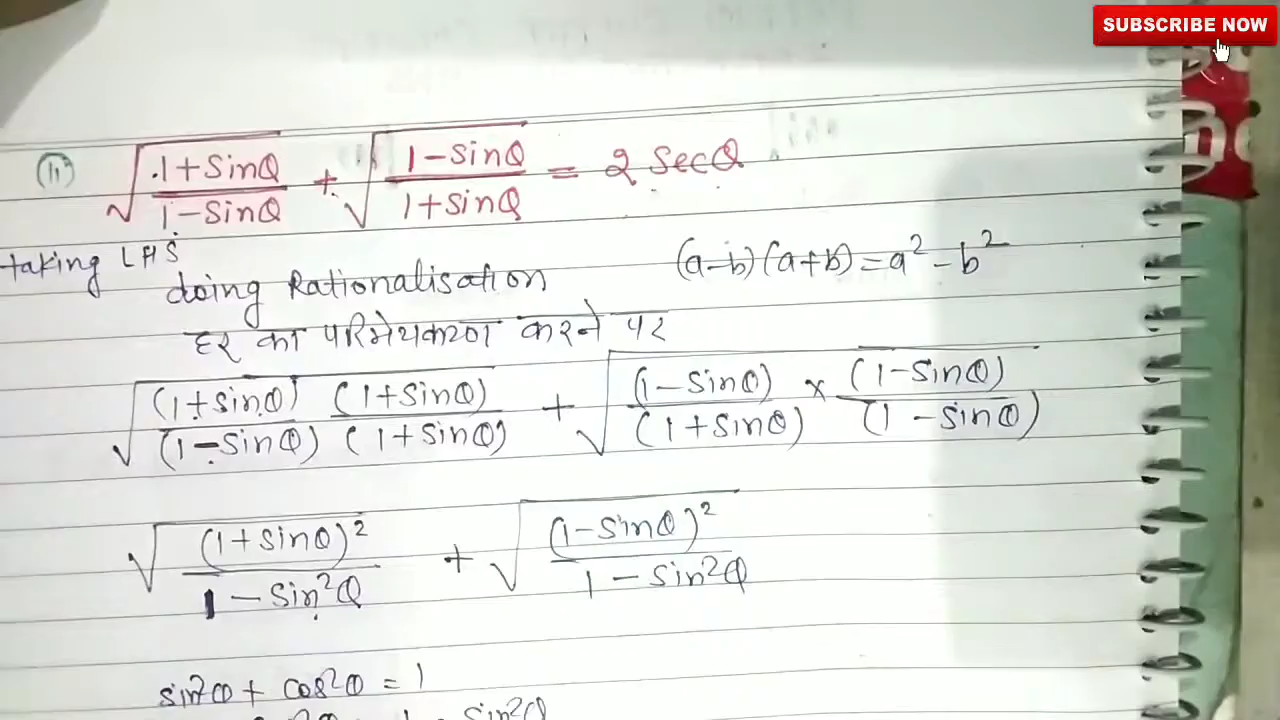 SUBSCRIBE NOW
(ii) √((1+sinθ)/(1-sinθ)) + √((1-sinθ)/(1+sinθ)) = 2 secθ
taking LHS
doing Rationalisation (a-b)(a+b)=a²-b²
हर का परिमेयकरण करने पर
√((1+sinθ)(1+sinθ)/(1-sinθ)(1+sinθ)) + √((1-sinθ)/(1+sinθ) × (1-sinθ)/(1-sinθ))
√((1+sinθ)²/(1-sin²θ)) + √((1-sinθ)²/(1-sin²θ))
sin²θ + cos²θ = 1